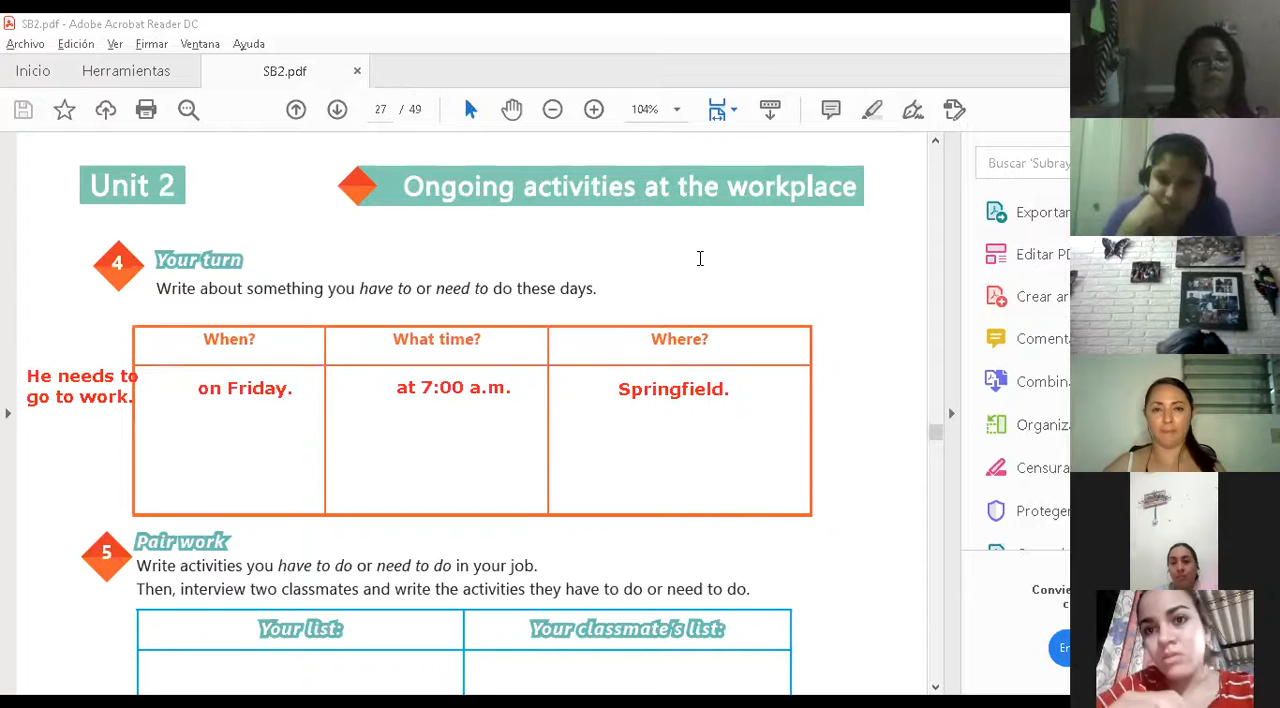 SB2.pdf - Adobe Acrobat Reader DC
Archivo Edición Ver Firmar Ventana Ayuda
Inicio Herramientas SB2.pdf ×
27 / 49 104%
Unit 2 Ongoing activities at the workplace
Buscar 'Subray
Exportar
Editar PD
Crear ar
Coment
Combin
Organiz
Censura
Proteger
Convie
4 Your turn
Write about something you have to or need to do these days.
When? What time? Where?
He needs to
go to work. on Friday. at 7:00 a.m. Springfield.
5 Pair work
Write activities you have to do or need to do in your job.
Then, interview two classmates and write the activities they have to do or need to do.
Your list: Your classmate's list: